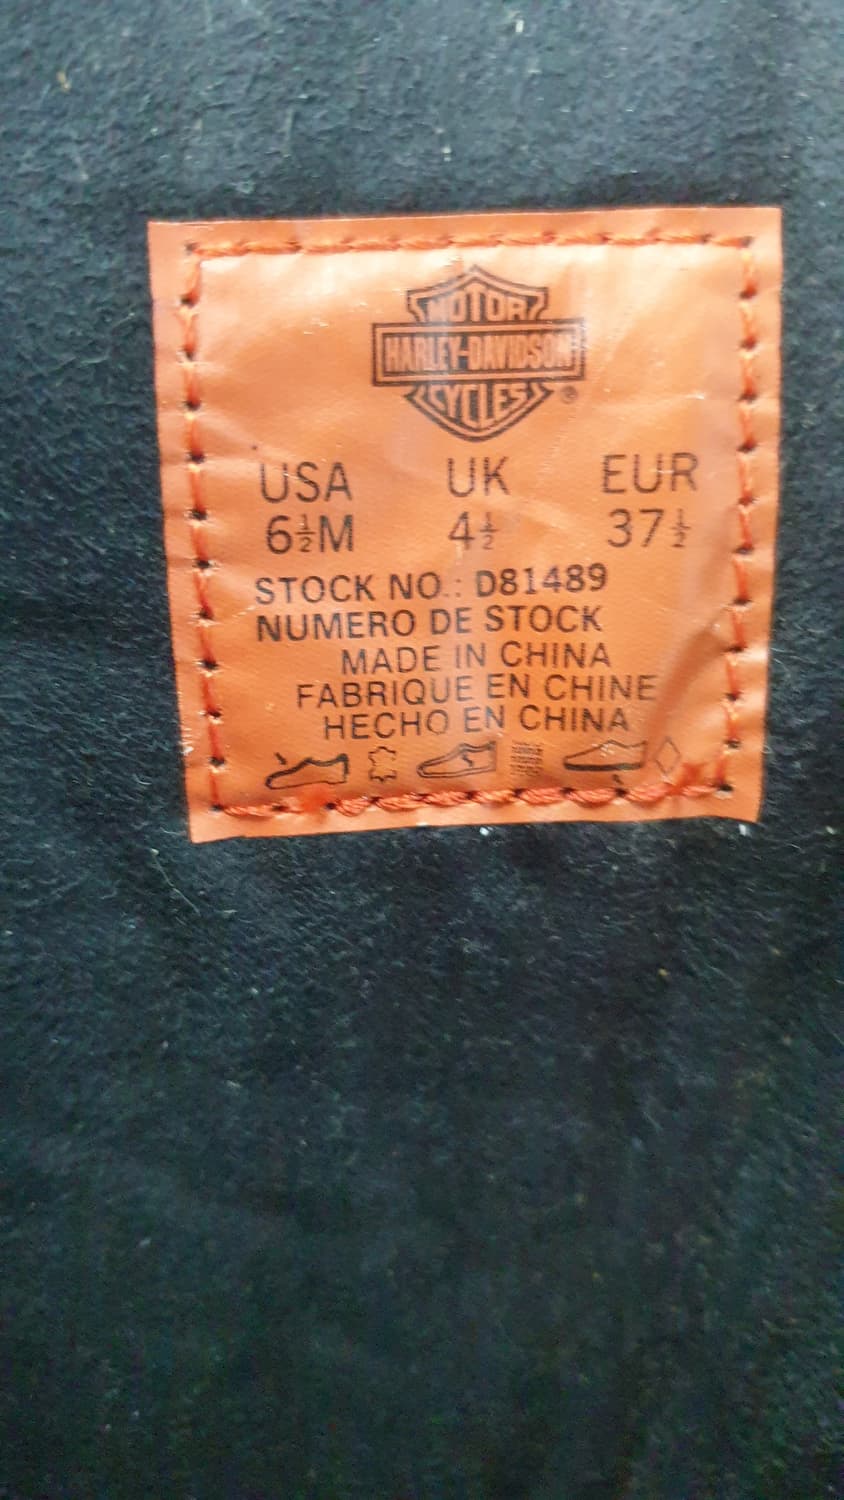 MOTOR
HARLEY-DAVIDSON
CYCLES ®
USA UK EUR
6½M 4½ 37½
STOCK NO.: D81489
NUMERO DE STOCK
MADE IN CHINA
FABRIQUE EN CHINE
HECHO EN CHINA